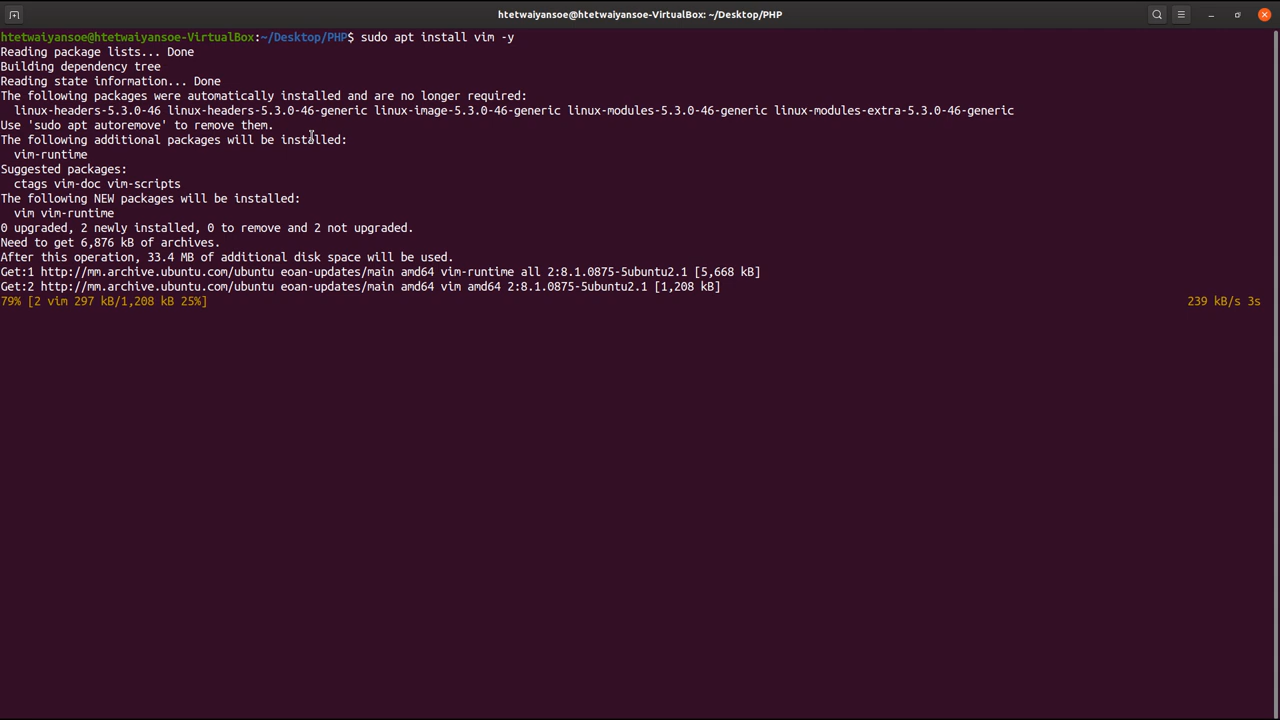 htetwaiyansoe@htetwaiyansoe-VirtualBox: ~/Desktop/PHP
htetwaiyansoe@htetwaiyansoe-VirtualBox:~/Desktop/PHP$ sudo apt install vim -y
Reading package lists... Done
Building dependency tree
Reading state information... Done
The following packages were automatically installed and are no longer required:
  linux-headers-5.3.0-46 linux-headers-5.3.0-46-generic linux-image-5.3.0-46-generic linux-modules-5.3.0-46-generic linux-modules-extra-5.3.0-46-generic
Use 'sudo apt autoremove' to remove them.
The following additional packages will be installed:
  vim-runtime
Suggested packages:
  ctags vim-doc vim-scripts
The following NEW packages will be installed:
  vim vim-runtime
0 upgraded, 2 newly installed, 0 to remove and 2 not upgraded.
Need to get 6,876 kB of archives.
After this operation, 33.4 MB of additional disk space will be used.
Get:1 http://mm.archive.ubuntu.com/ubuntu eoan-updates/main amd64 vim-runtime all 2:8.1.0875-5ubuntu2.1 [5,668 kB]
Get:2 http://mm.archive.ubuntu.com/ubuntu eoan-updates/main amd64 vim amd64 2:8.1.0875-5ubuntu2.1 [1,208 kB]
79% [2 vim 297 kB/1,208 kB 25%] 239 kB/s 3s